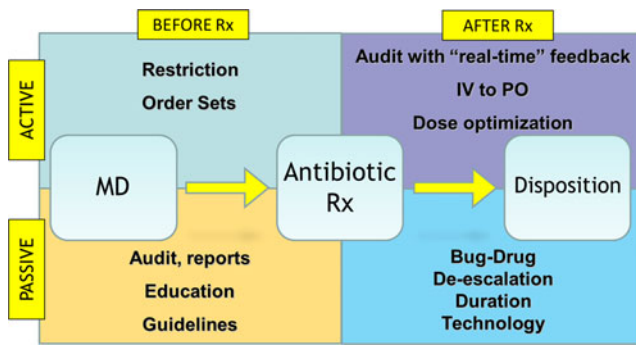 BEFORE Rx
AFTER Rx
ACTIVE
Restriction
Order Sets
Audit with “real-time” feedback
IV to PO
Dose optimization
MD
Antibiotic
Rx
Disposition
PASSIVE
Audit, reports
Education
Guidelines
Bug-Drug
De-escalation
Duration
Technology